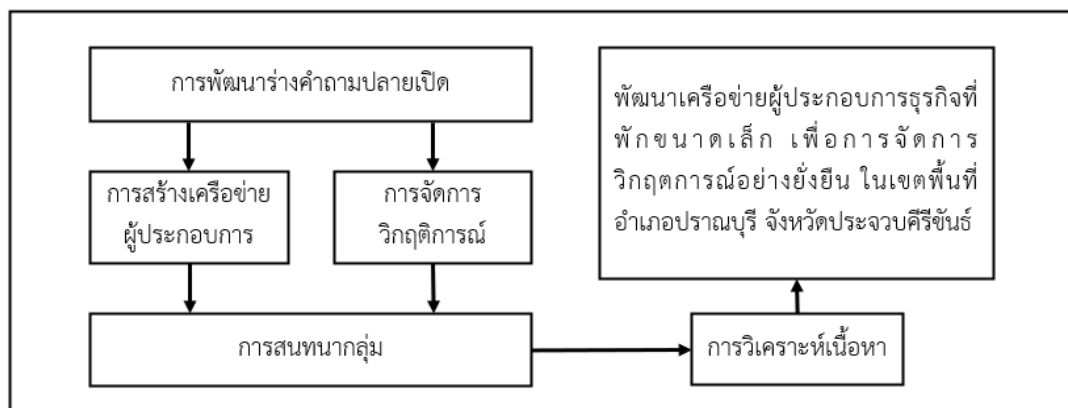 การพัฒนาร่างคำถามปลายเปิด
การสร้างเครือข่าย
ผู้ประกอบการ
การจัดการ
วิกฤติการณ์
การสนทนากลุ่ม
การวิเคราะห์เนื้อหา
พัฒนาเครือข่ายผู้ประกอบการธุรกิจที่
พักขนาดเล็ก เพื่อการจัดการ
วิกฤตการณ์อย่างยั่งยืน ในเขตพื้นที่
อำเภอปราณบุรี จังหวัดประจวบคีรีขันธ์